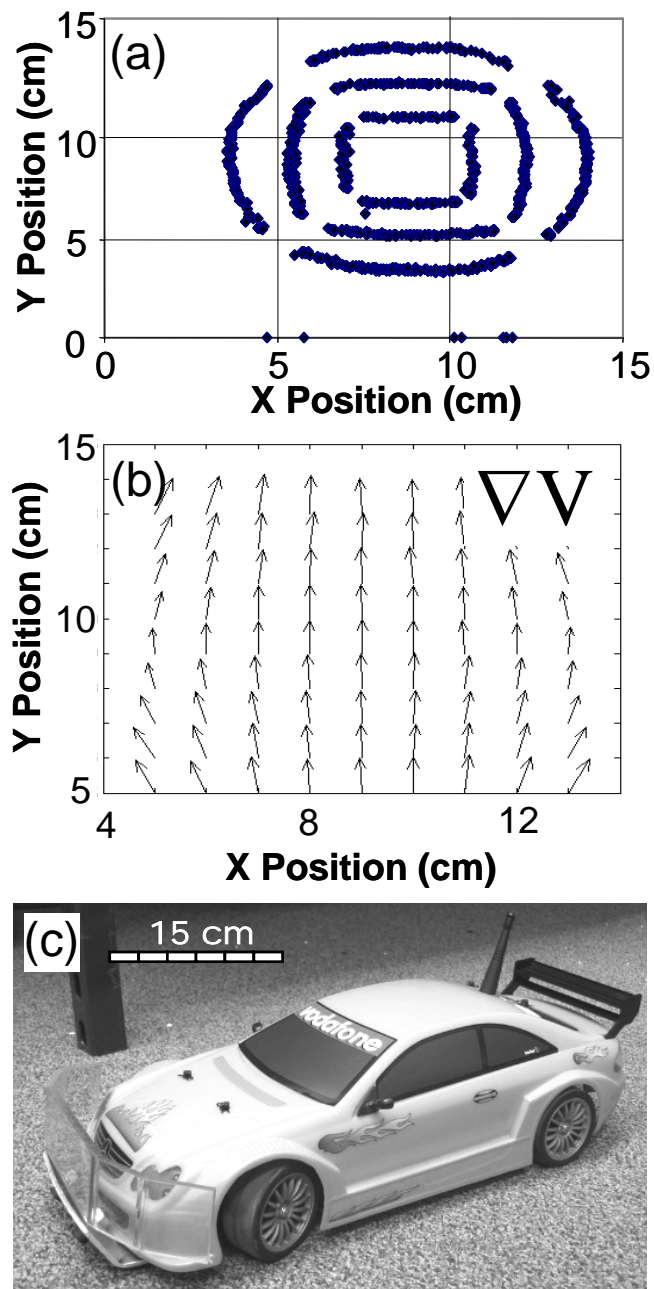 (a)
15
10
5
0
Y Position (cm)
0 5 10 15
X Position (cm)
(b)
∇V
15
10
5
Y Position (cm)
4 8 12
X Position (cm)
(c)
15 cm
vodafone